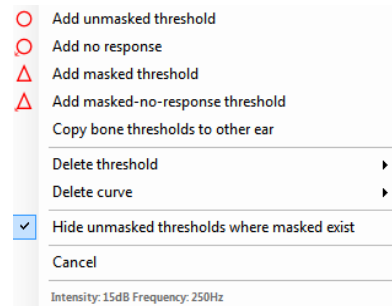 Add unmasked threshold
Add no response
Add masked threshold
Add masked-no-response threshold
Copy bone thresholds to other ear
Delete threshold
Delete curve
Hide unmasked thresholds where masked exist
Cancel
Intensity: 15dB Frequency: 250Hz